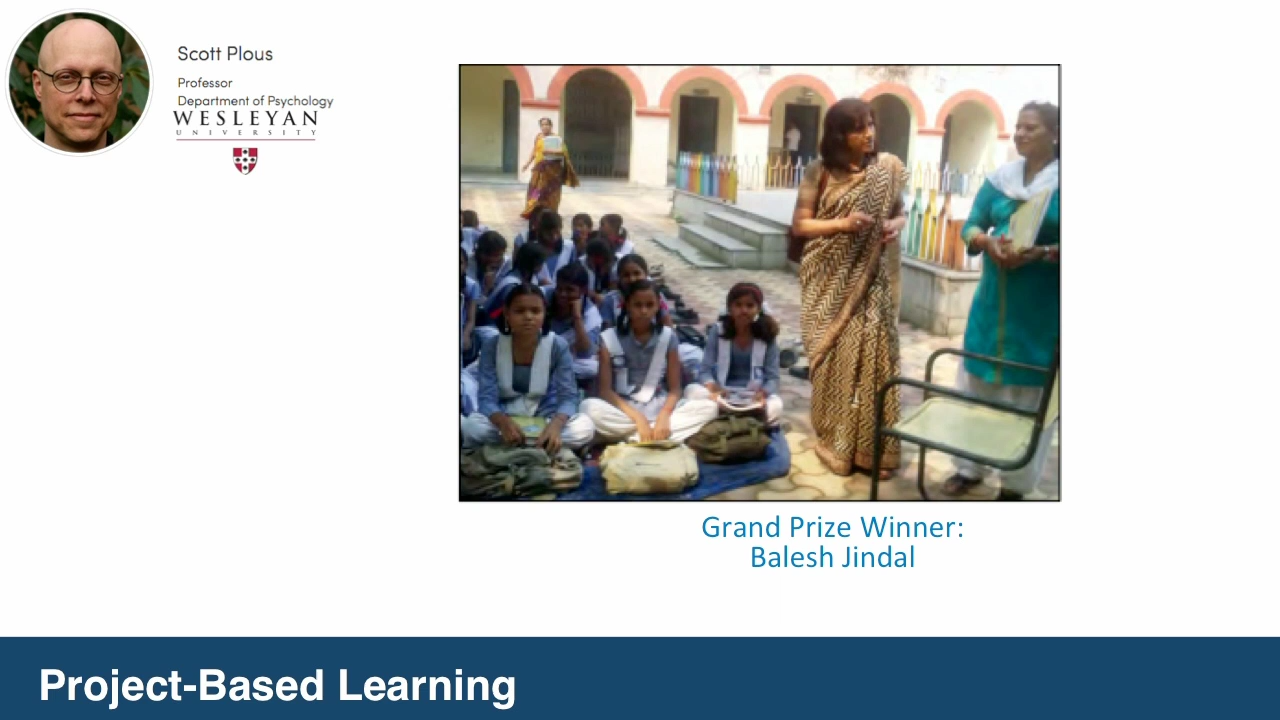 Scott Plous
Professor
Department of Psychology
WESLEYAN
UNIVERSITY
Grand Prize Winner:
Balesh Jindal
Project-Based Learning